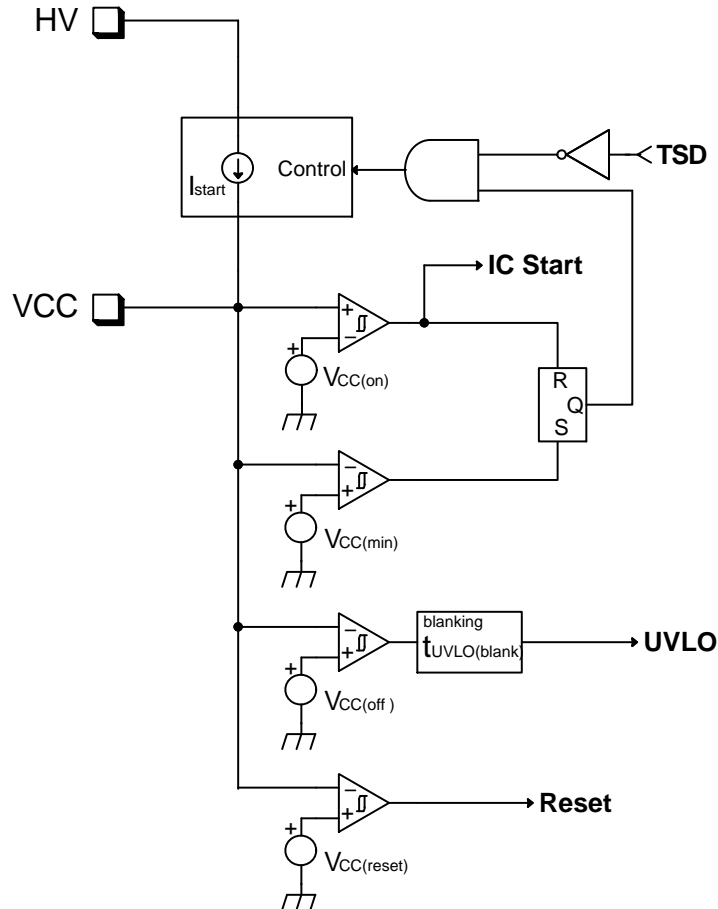 HV
TSD
Control
Istart
IC Start
VCC
+
−
+
VCC(on)
R
Q
S
−
+
+
VCC(min)
blanking
tUVLO(blank)
UVLO
−
+
+
VCC(off )
−
+
+
Reset
VCC(reset)